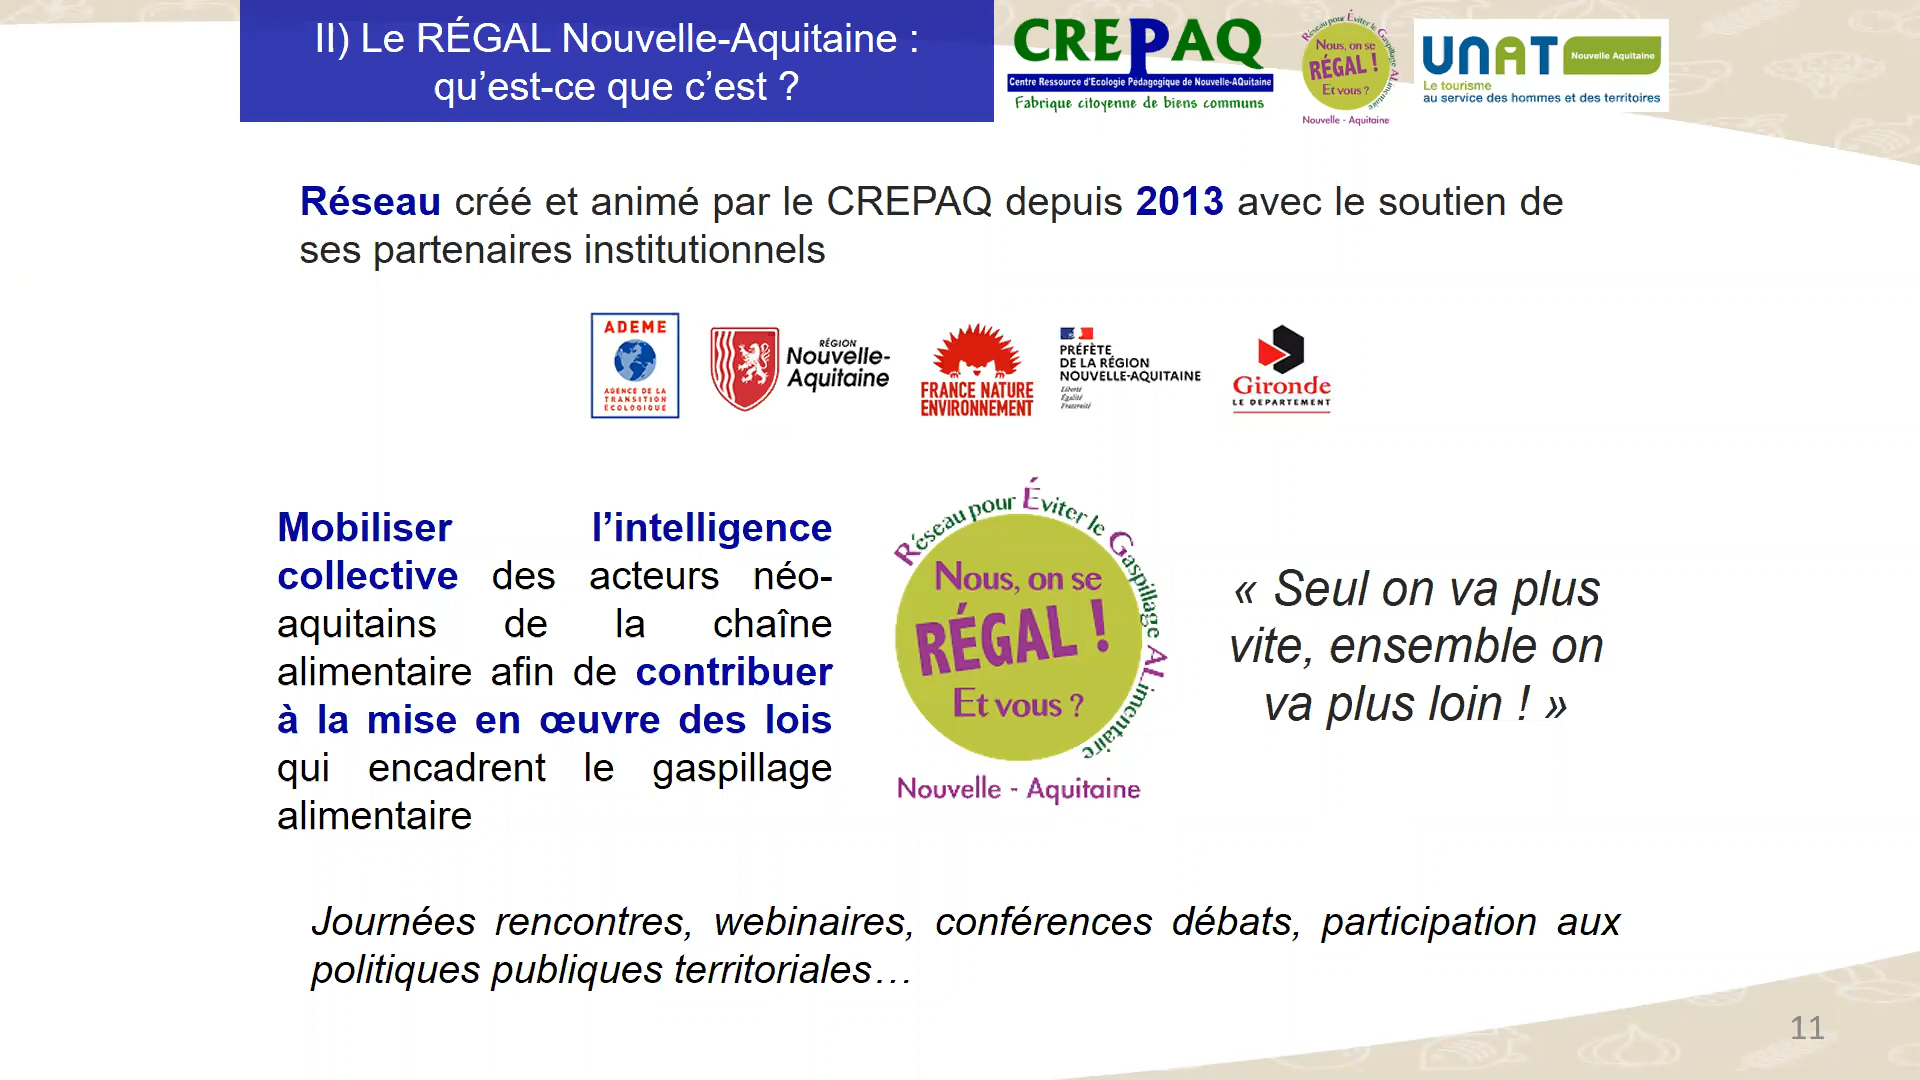 II) Le RÉGAL Nouvelle-Aquitaine :
qu’est-ce que c’est ?
CREPAQ
Centre Ressource d'Ecologie Pédagogique de Nouvelle-AQuitaine
Fabrique citoyenne de biens communs
Réseau pour Éviter le Gaspillage ALimentaire
Nous, on se
RÉGAL !
Et vous ?
Nouvelle - Aquitaine
UNAT Nouvelle Aquitaine
Le tourisme
au service des hommes et des territoires
Réseau créé et animé par le CREPAQ depuis 2013 avec le soutien de
ses partenaires institutionnels
ADEME
AGENCE DE LA
TRANSITION
ÉCOLOGIQUE
RÉGION
Nouvelle-
Aquitaine
FRANCE NATURE
ENVIRONNEMENT
PRÉFÈTE
DE LA RÉGION
NOUVELLE-AQUITAINE
Liberté
Égalité
Fraternité
Gironde
LE DÉPARTEMENT
Mobiliser l’intelligence
collective des acteurs néo-
aquitains de la chaîne
alimentaire afin de contribuer
à la mise en œuvre des lois
qui encadrent le gaspillage
alimentaire
Réseau pour Éviter le Gaspillage ALimentaire
Nous, on se
RÉGAL !
Et vous ?
Nouvelle - Aquitaine
« Seul on va plus
vite, ensemble on
va plus loin ! »
Journées rencontres, webinaires, conférences débats, participation aux
politiques publiques territoriales…
11